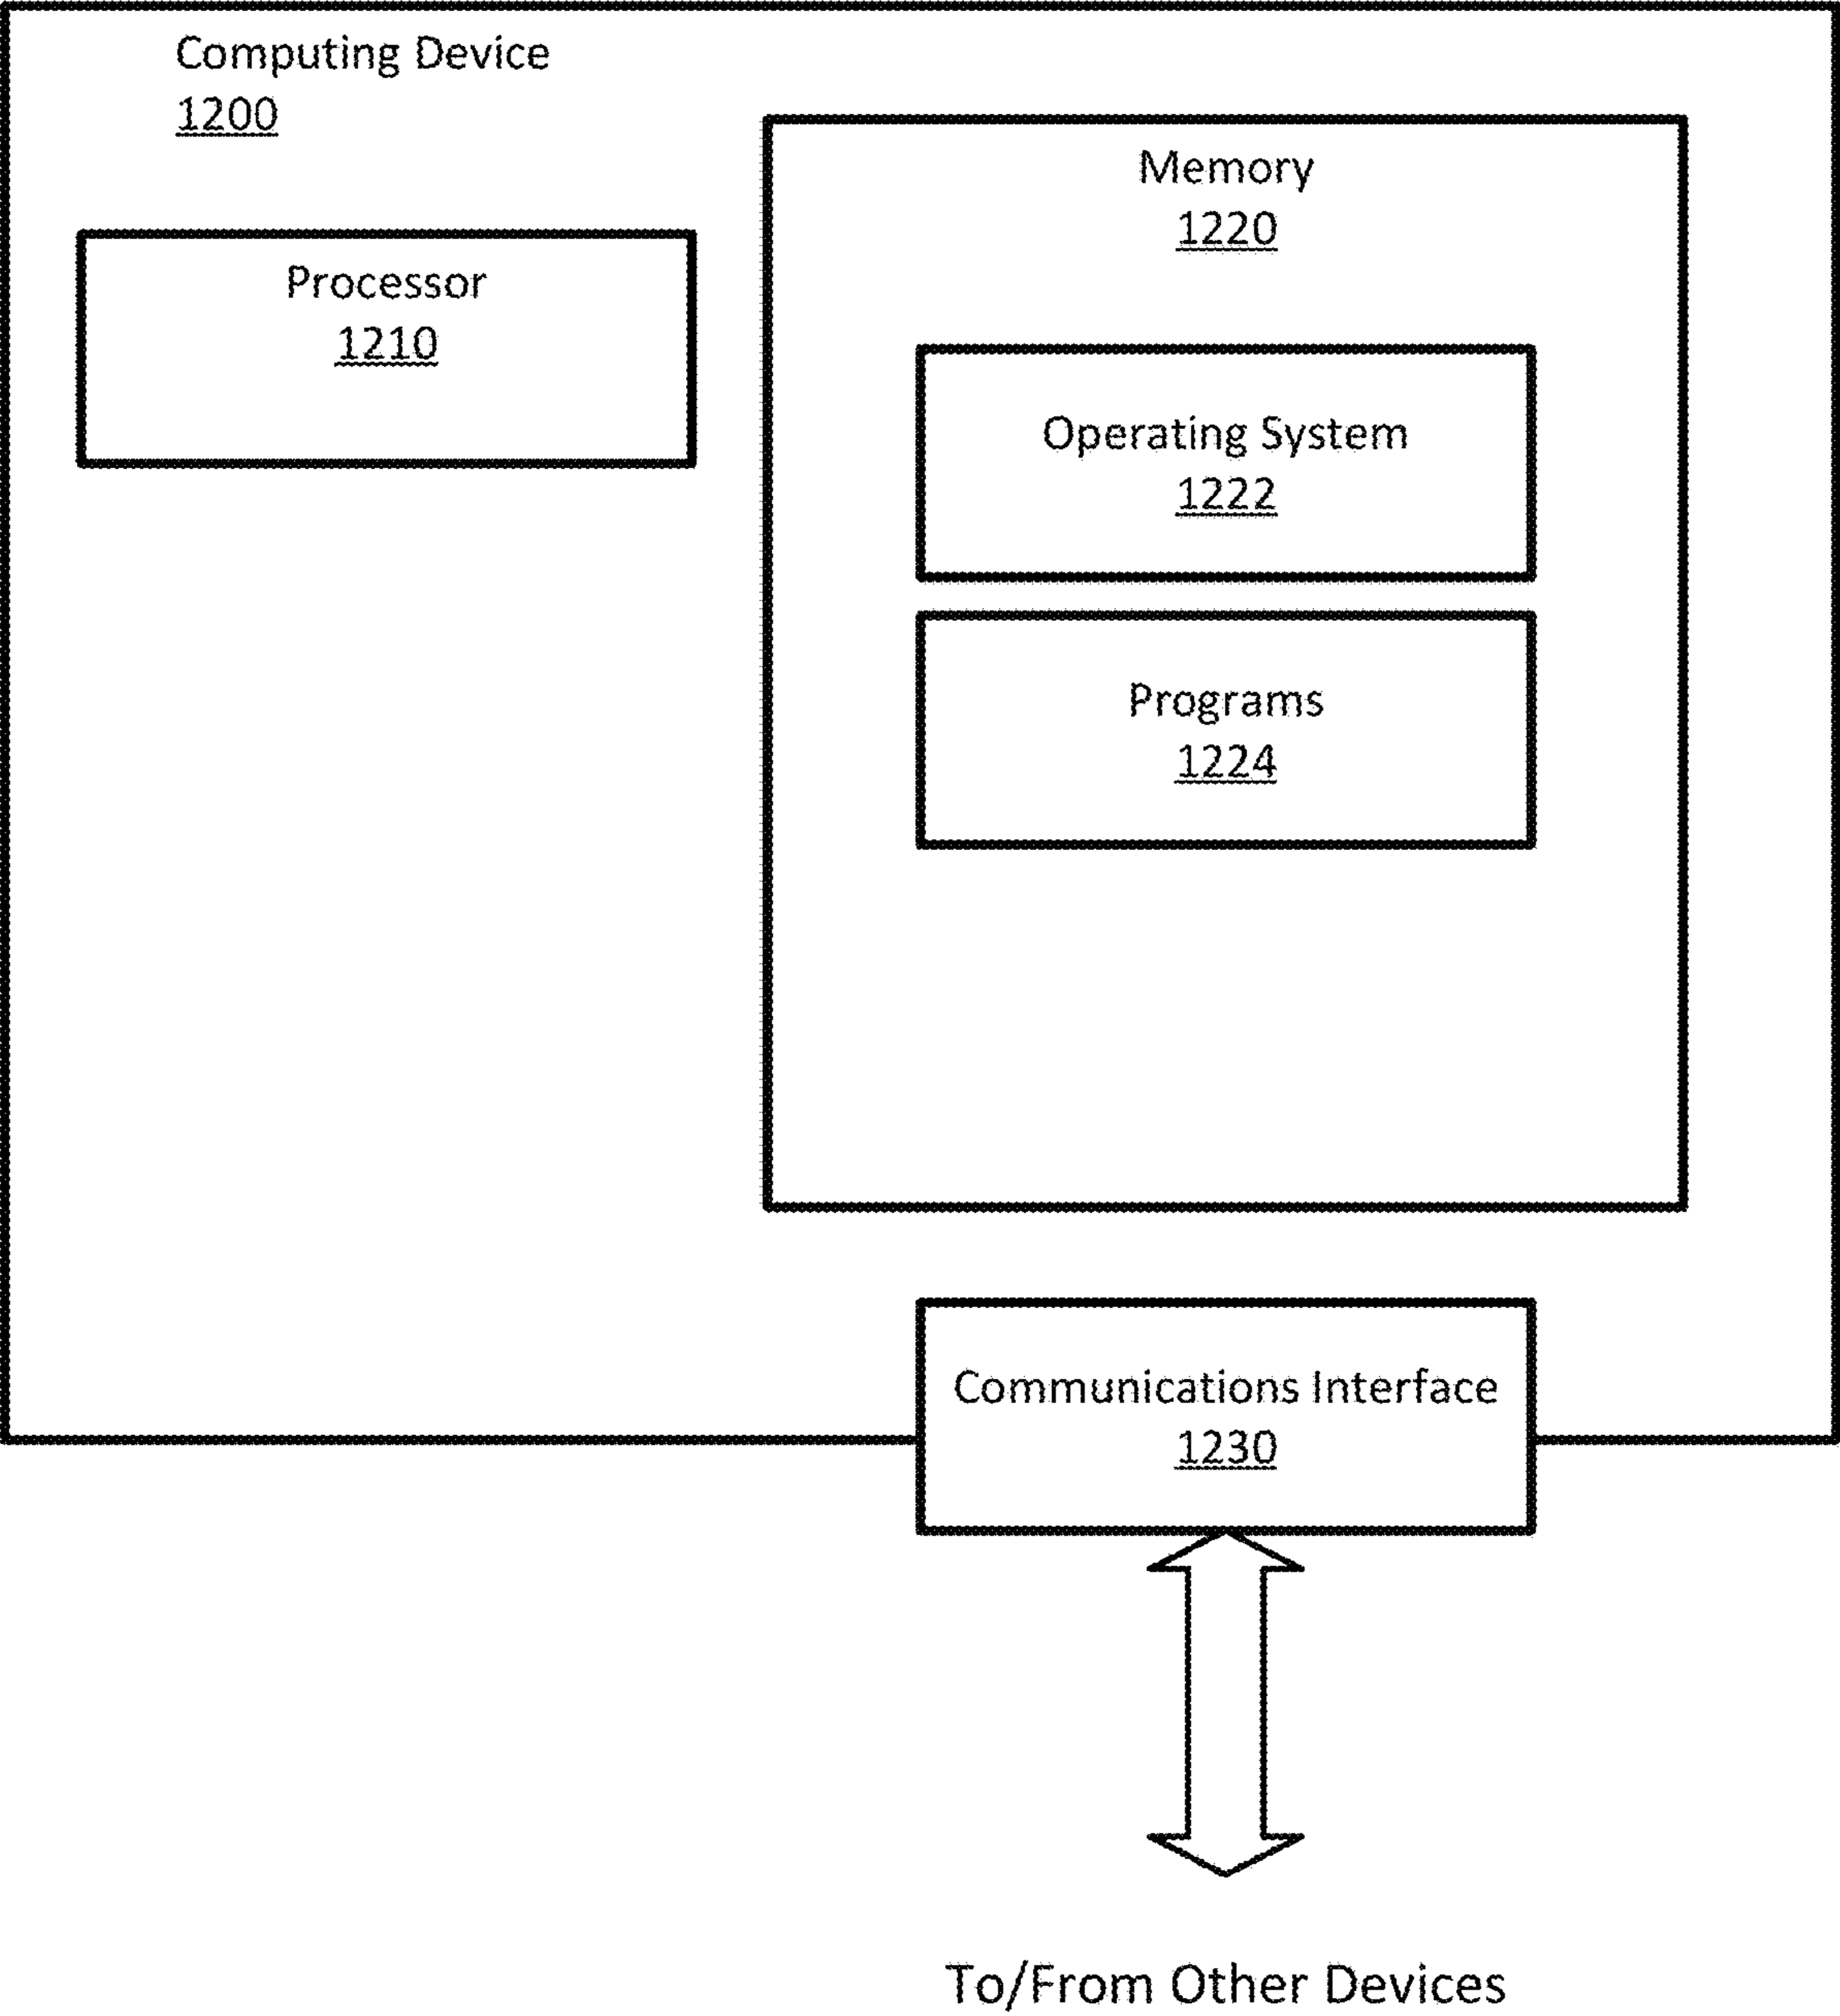 Computing Device
1200
Memory
1220
Processor
1210
Operating System
1222
Programs
1224
Communications Interface
1230
To/From Other Devices